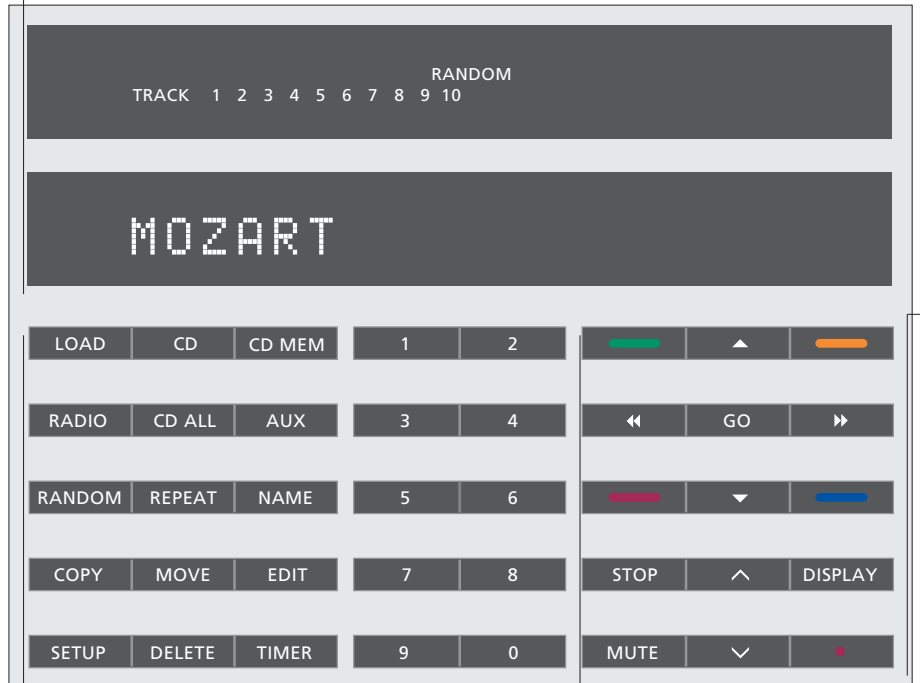 RANDOM
TRACK 1 2 3 4 5 6 7 8 9 10
MOZART
LOAD CD CD MEM 1 2
RADIO CD ALL AUX 3 4 GO
RANDOM REPEAT NAME 5 6
COPY MOVE EDIT 7 8 STOP DISPLAY
SETUP DELETE TIMER 9 0 MUTE